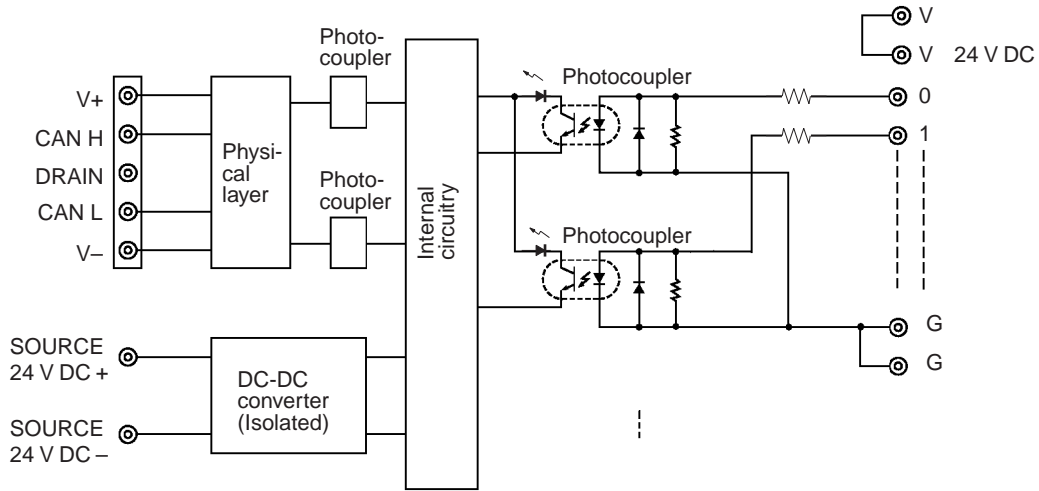 V
V 24 V DC
0
1
G
G
Photo-
coupler
Photocoupler
V+
CAN H
DRAIN
CAN L
V–
Physi-
cal
layer
Photo-
coupler
Internal
circuitry
Photocoupler
SOURCE
24 V DC +
SOURCE
24 V DC –
DC-DC
converter
(Isolated)